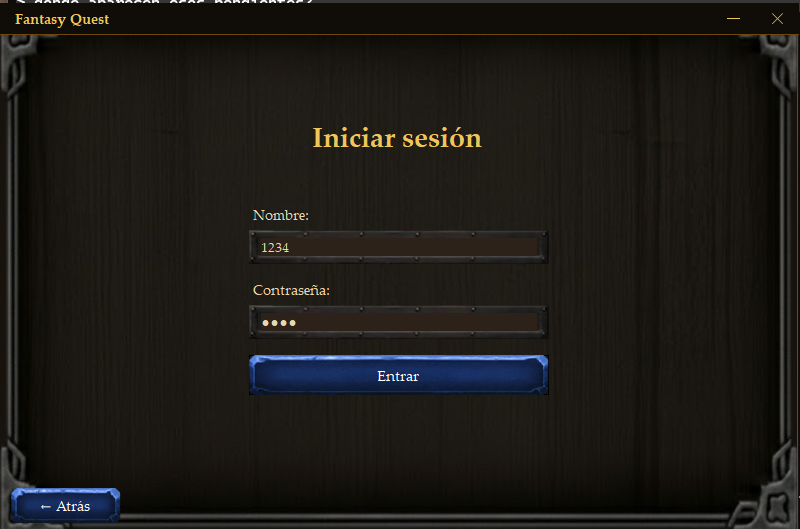 Fantasy Quest
Iniciar sesión
Nombre:
1234
Contraseña:
●●●●
Entrar
← Atrás